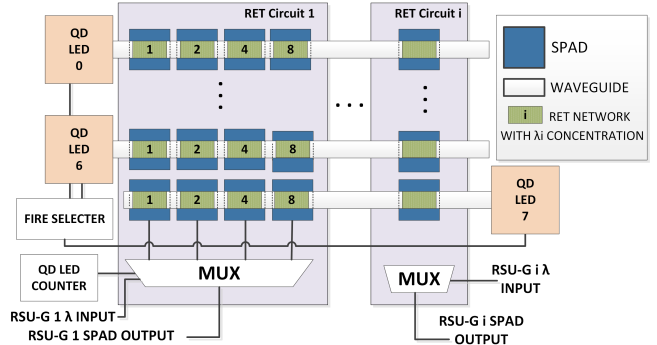 RET Circuit 1
RET Circuit i
QD
LED
0
1 2 4 8
SPAD
WAVEGUIDE
i RET NETWORK
WITH λi CONCENTRATION
QD
LED
6
1 2 4 8
1 2 4 8
QD
LED
7
FIRE SELECTER
QD LED
COUNTER
MUX
MUX
RSU-G i λ
INPUT
RSU-G 1 λ INPUT
RSU-G 1 SPAD OUTPUT
RSU-G i SPAD
OUTPUT